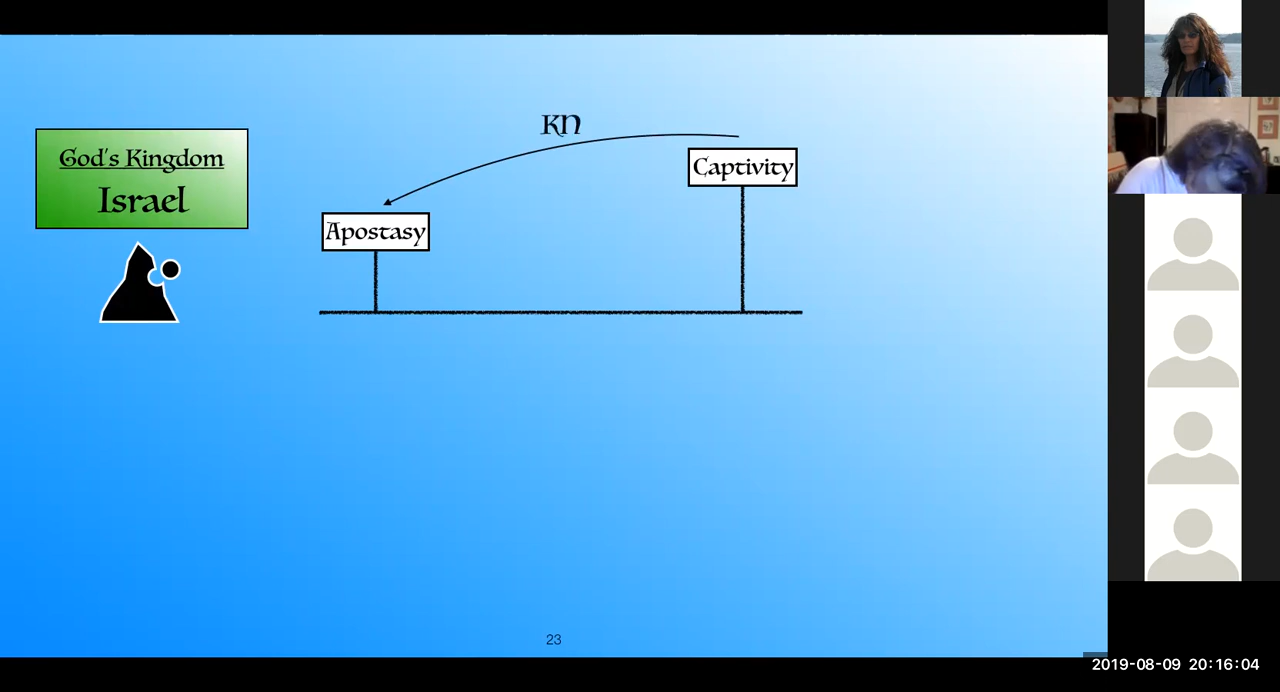 God's Kingdom
Israel
KN
Captivity
Apostasy
23
2019-08-09 20:16:04